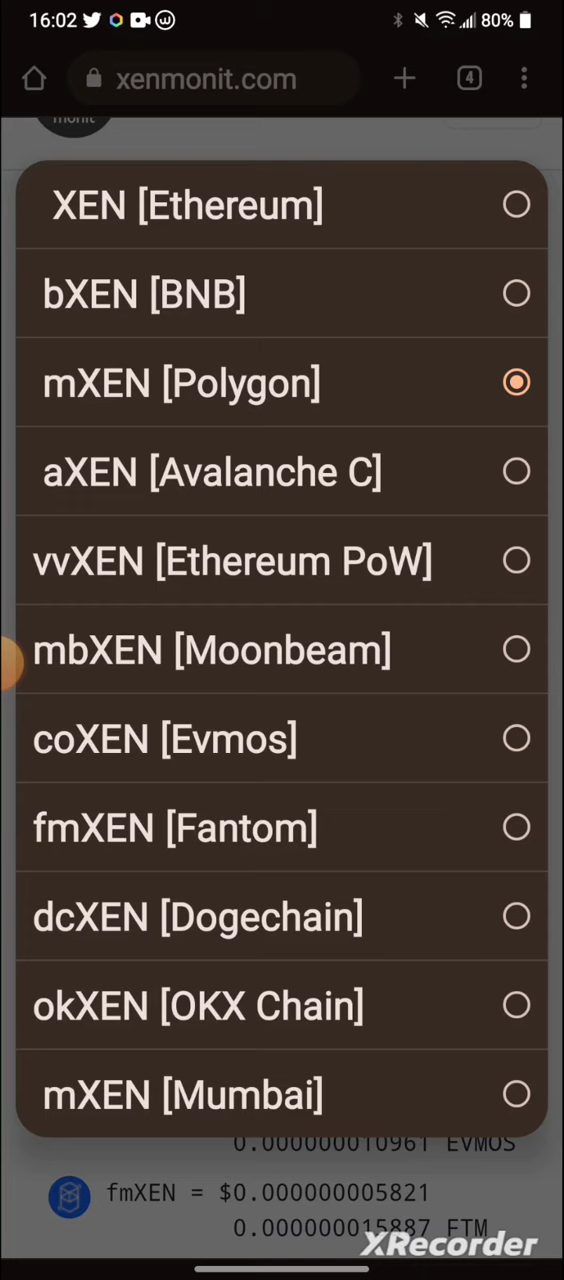 16:02 80%
xenmonit.com 4
monit
XEN [Ethereum]
bXEN [BNB]
mXEN [Polygon]
aXEN [Avalanche C]
vvXEN [Ethereum PoW]
mbXEN [Moonbeam]
coXEN [Evmos]
fmXEN [Fantom]
dcXEN [Dogechain]
okXEN [OKX Chain]
mXEN [Mumbai]
0.000000010961 EVMOS
fmXEN = $0.000000005821
0.000000015887 FTM
XRecorder